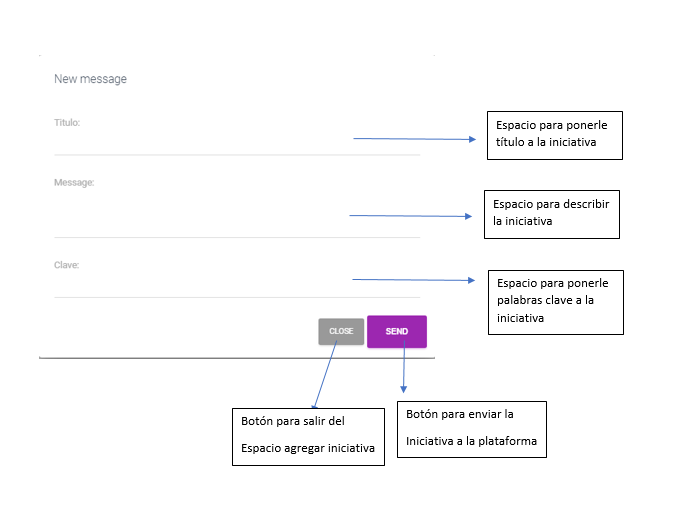 New message
Titulo:
Espacio para ponerle
título a la iniciativa
Message:
Espacio para describir
la iniciativa
Clave:
Espacio para ponerle
palabras clave a la
iniciativa
CLOSE
SEND
Botón para salir del
Espacio agregar iniciativa
Botón para enviar la
Iniciativa a la plataforma